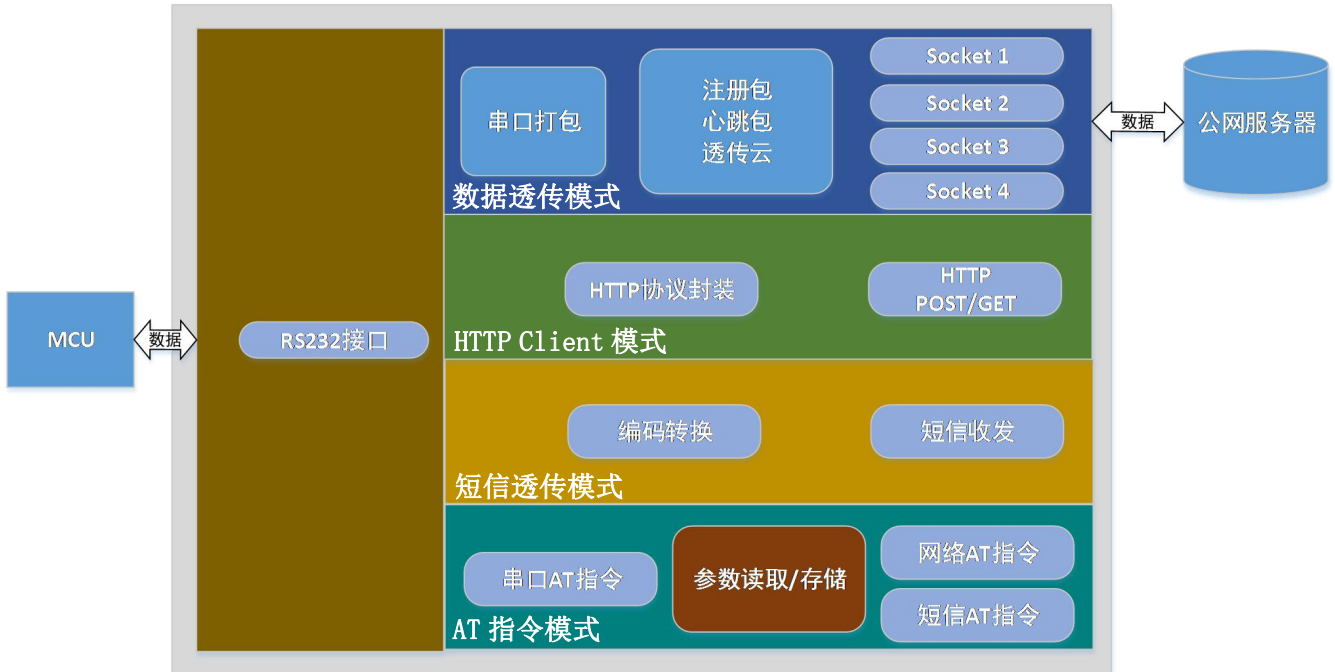 MCU
数据
RS232接口
串口打包
注册包
心跳包
透传云
Socket 1
Socket 2
Socket 3
Socket 4
数据透传模式
数据
公网服务器
HTTP协议封装
HTTP
POST/GET
HTTP Client 模式
编码转换
短信收发
短信透传模式
串口AT指令
参数读取/存储
网络AT指令
短信AT指令
AT 指令模式